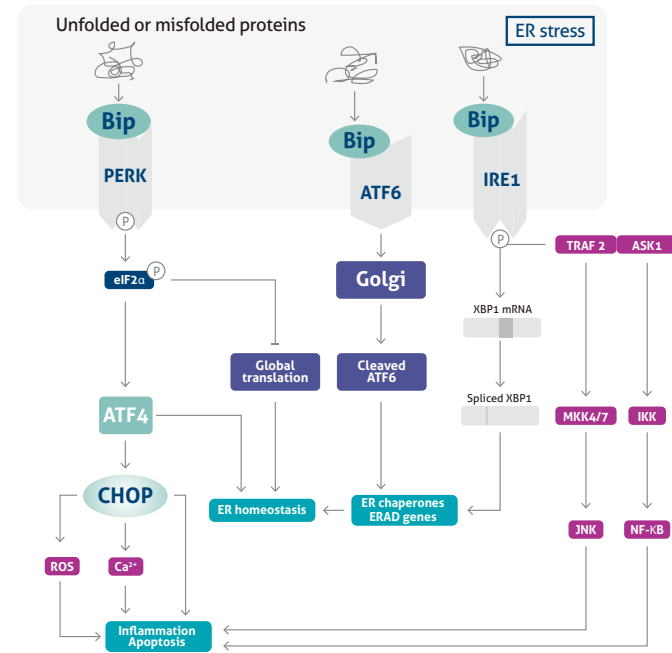 Unfolded or misfolded proteins
ER stress
Bip
Bip
Bip
PERK
ATF6
IRE1
P
P
TRAF 2
ASK1
eIF2α
P
Golgi
XBP1 mRNA
Global
translation
Cleaved
ATF6
Spliced XBP1
ATF4
MKK4/7
IKK
CHOP
ER homeostasis
ER chaperones
ERAD genes
JNK
NF-κB
ROS
Ca²⁺
Inflammation
Apoptosis